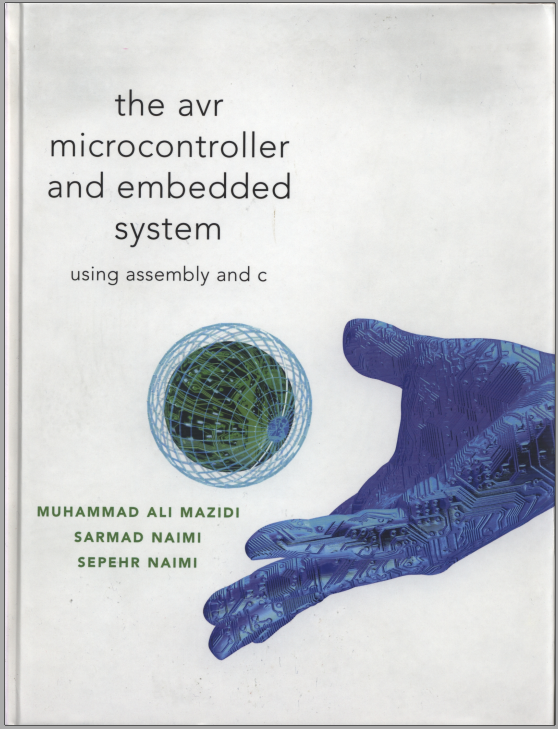 the avr
microcontroller
and embedded
system
using assembly and c
MUHAMMAD ALI MAZIDI
SARMAD NAIMI
SEPEHR NAIMI